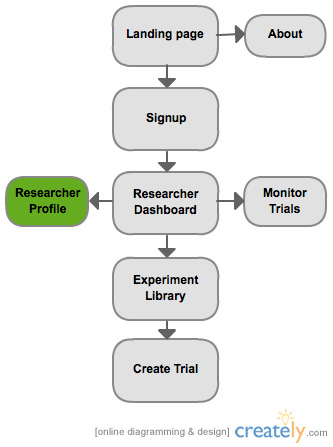 Landing page
About
Signup
Researcher
Profile
Researcher
Dashboard
Monitor
Trials
Experiment
Library
Create Trial
[online diagramming & design] creately.com